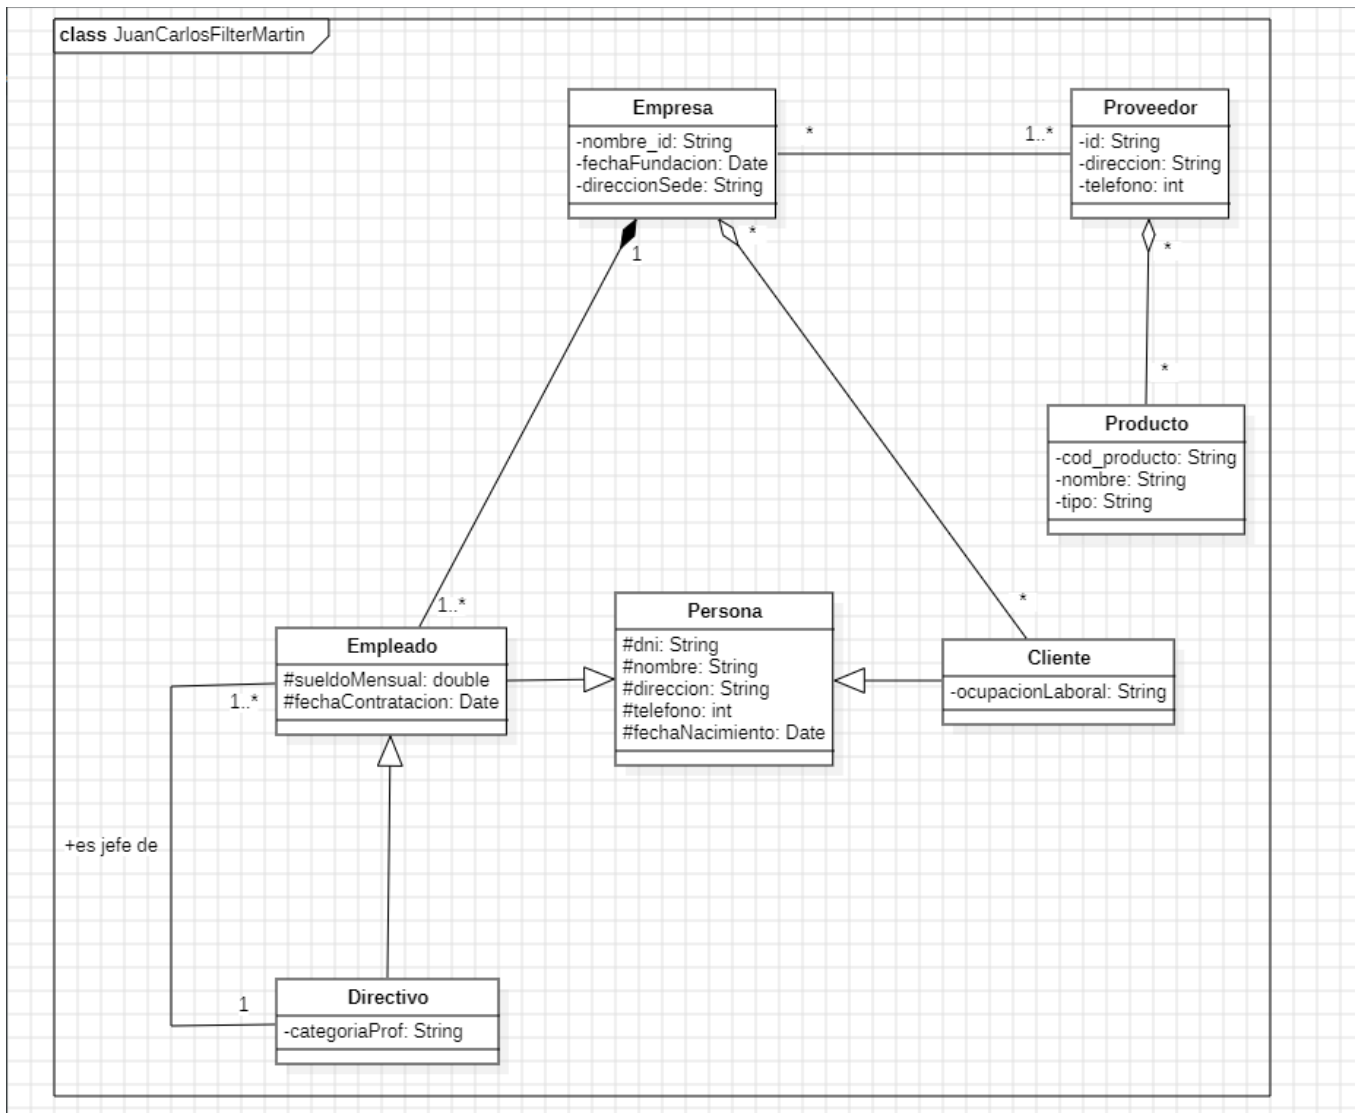 class JuanCarlosFilterMartin
Empresa
-nombre_id: String
-fechaFundacion: Date
-direccionSede: String
*
1..*
Proveedor
-id: String
-direccion: String
-telefono: int
1
*
*
*
Producto
-cod_producto: String
-nombre: String
-tipo: String
1..*
*
Empleado
#sueldoMensual: double
#fechaContratacion: Date
Persona
#dni: String
#nombre: String
#direccion: String
#telefono: int
#fechaNacimiento: Date
Cliente
-ocupacionLaboral: String
1..*
+es jefe de
1
Directivo
-categoriaProf: String